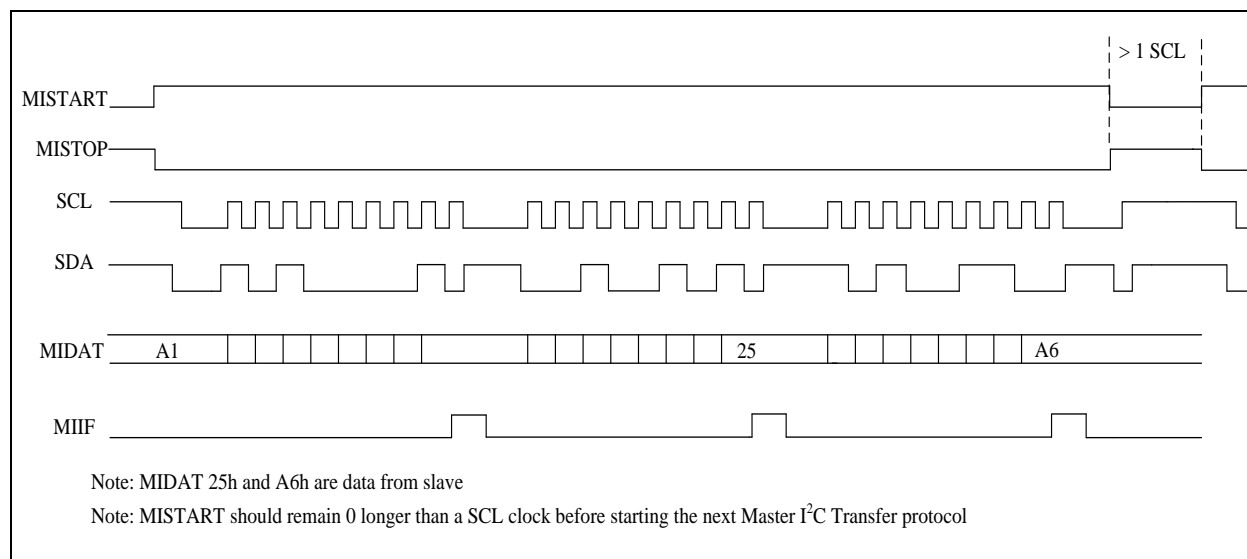 > 1 SCL
MISTART
MISTOP
SCL
SDA
MIDAT A1 25 A6
MIIF
Note: MIDAT 25h and A6h are data from slave
Note: MISTART should remain 0 longer than a SCL clock before starting the next Master I²C Transfer protocol